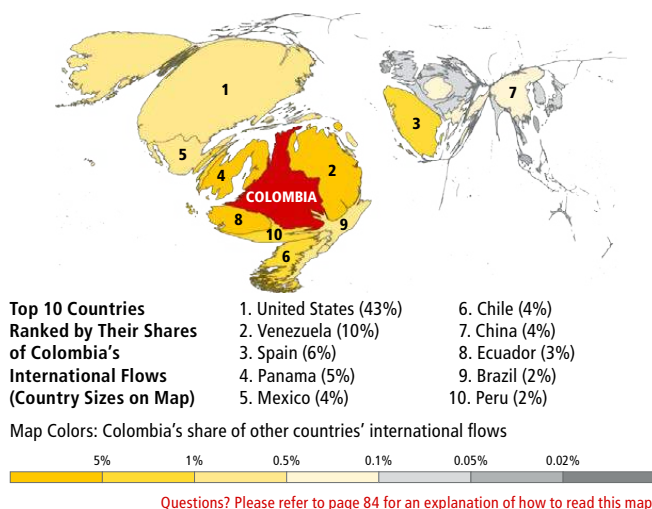 1
7
3
5
4
2
COLOMBIA
8
9
10
6
Top 10 Countries
Ranked by Their Shares
of Colombia's
International Flows
(Country Sizes on Map)
1. United States (43%)
2. Venezuela (10%)
3. Spain (6%)
4. Panama (5%)
5. Mexico (4%)
6. Chile (4%)
7. China (4%)
8. Ecuador (3%)
9. Brazil (2%)
10. Peru (2%)
Map Colors: Colombia's share of other countries' international flows
5% 1% 0.5% 0.1% 0.05% 0.02%
Questions? Please refer to page 84 for an explanation of how to read this map